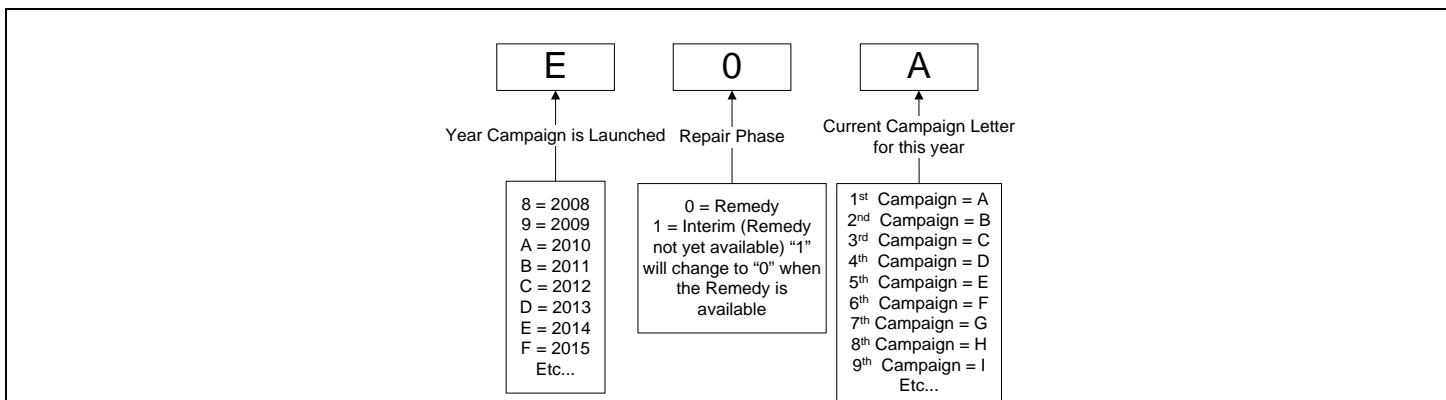 E
0
A
Year Campaign is Launched
Repair Phase
Current Campaign Letter
for this year
8 = 2008
9 = 2009
A = 2010
B = 2011
C = 2012
D = 2013
E = 2014
F = 2015
Etc...
0 = Remedy
1 = Interim (Remedy
not yet available) “1”
will change to “0” when
the Remedy is
available
1st Campaign = A
2nd Campaign = B
3rd Campaign = C
4th Campaign = D
5th Campaign = E
6th Campaign = F
7th Campaign = G
8th Campaign = H
9th Campaign = I
Etc...